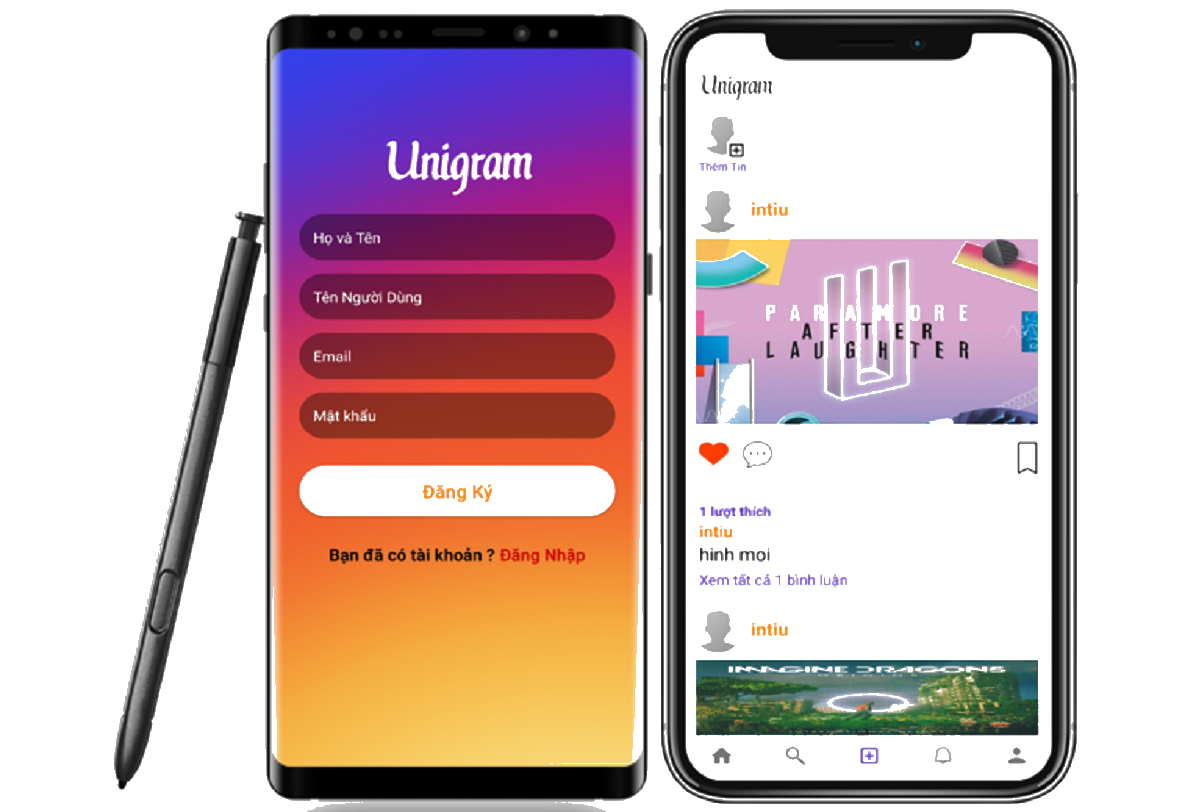 Unigram
Họ và Tên
Tên Người Dùng
Email
Mật khẩu
Đăng Ký
Bạn đã có tài khoản ? Đăng Nhập
Unigram
Thêm Tin
intiu
PARAMORE
AFTER
LAUGHTER
1 lượt thích
intiu
hinh moi
Xem tất cả 1 bình luận
intiu
IMAGINE DRAGONS